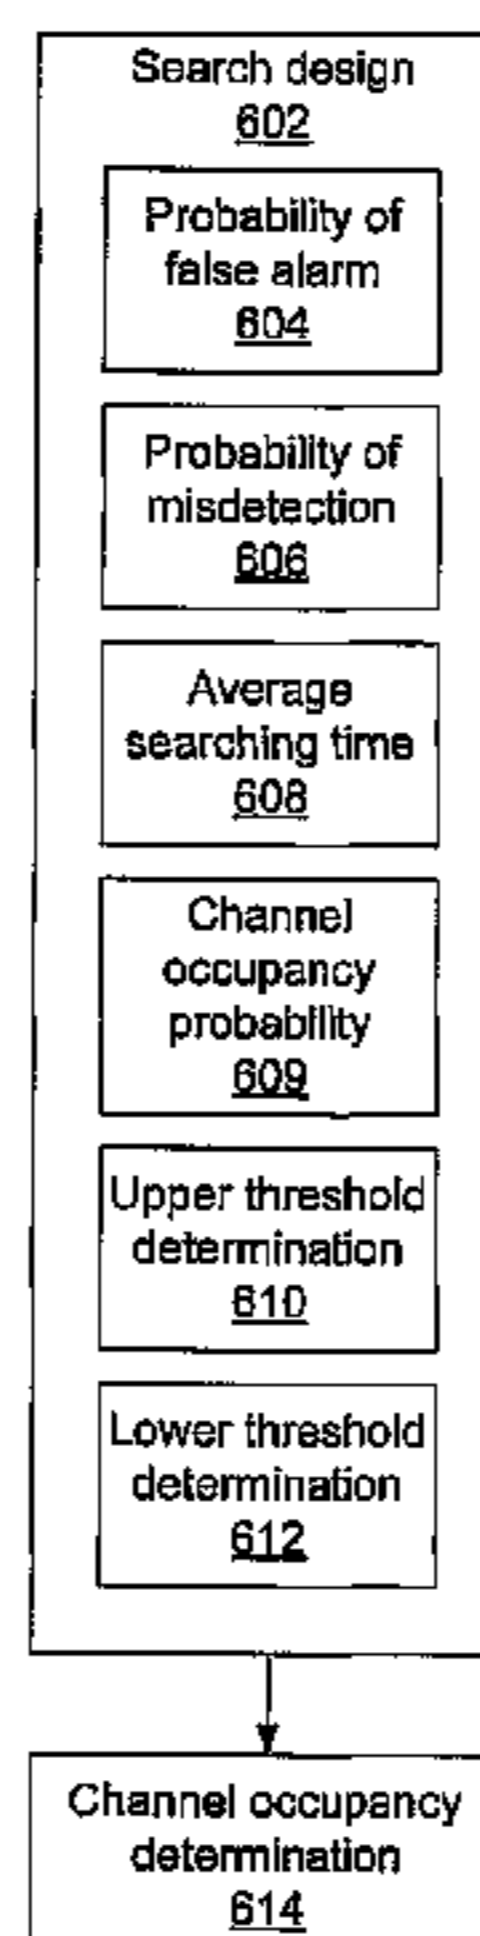 Search design
602
Probability of
false alarm
604
Probability of
misdetection
606
Average
searching time
608
Channel
occupancy
probability
609
Upper threshold
determination
610
Lower threshold
determination
612
Channel occupancy
determination
614